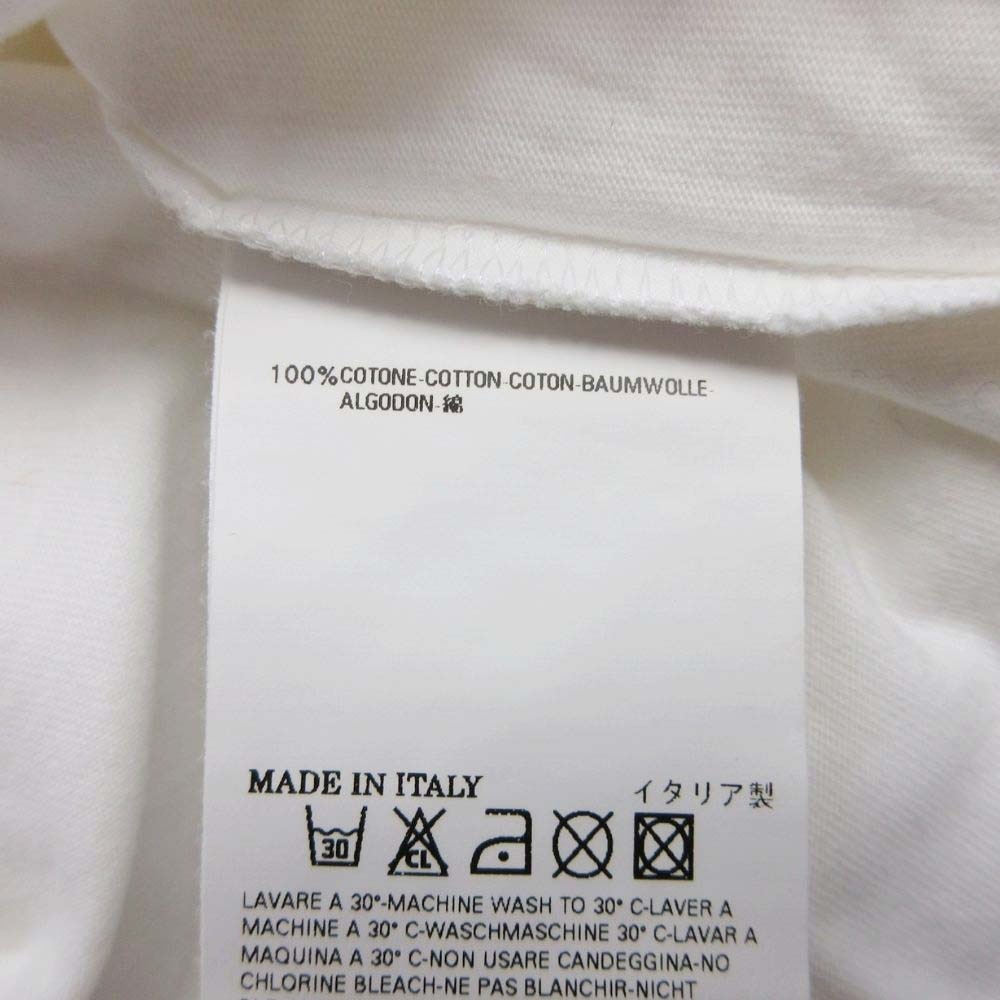 100%COTONE-COTTON-COTON-BAUMWOLLE-
ALGODON-綿
MADE IN ITALY イタリア製
30 CL
LAVARE A 30°-MACHINE WASH TO 30° C-LAVER A
MACHINE A 30° C-WASCHMASCHINE 30° C-LAVAR A
MAQUINA A 30° C-NON USARE CANDEGGINA-NO
CHLORINE BLEACH-NE PAS BLANCHIR-NICHT